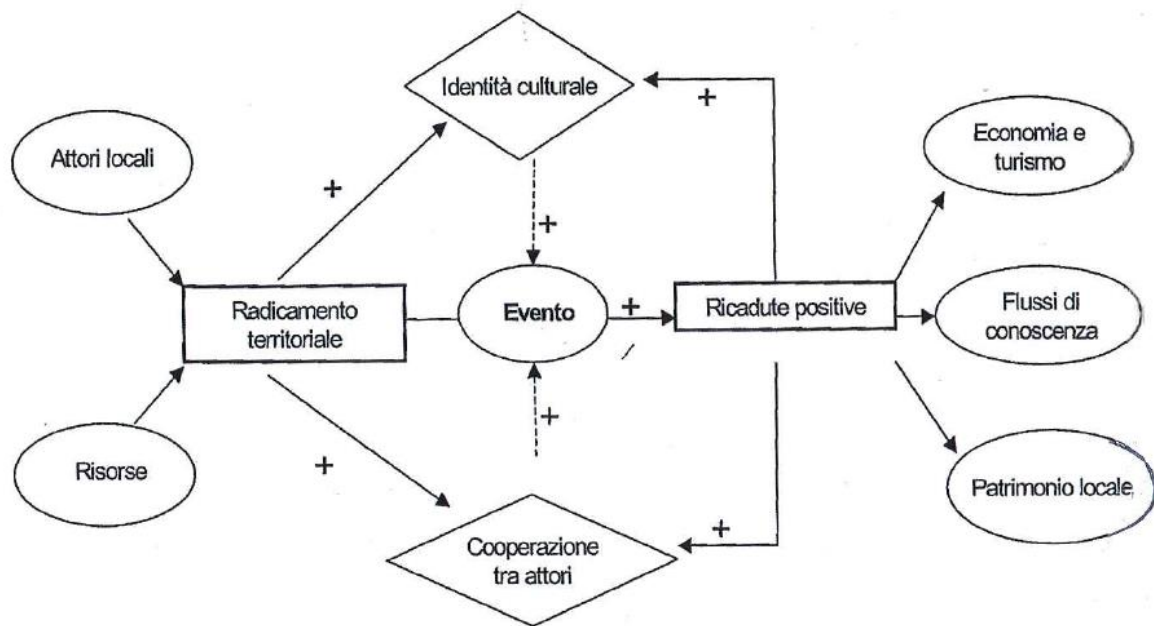 Identità culturale
+
Economia e
turismo
Attori locali
+
+
Radicamento
territoriale
Evento
+
Ricadute positive
Flussi di
conoscenza
+
Risorse
+
+
Cooperazione
tra attori
Patrimonio locale